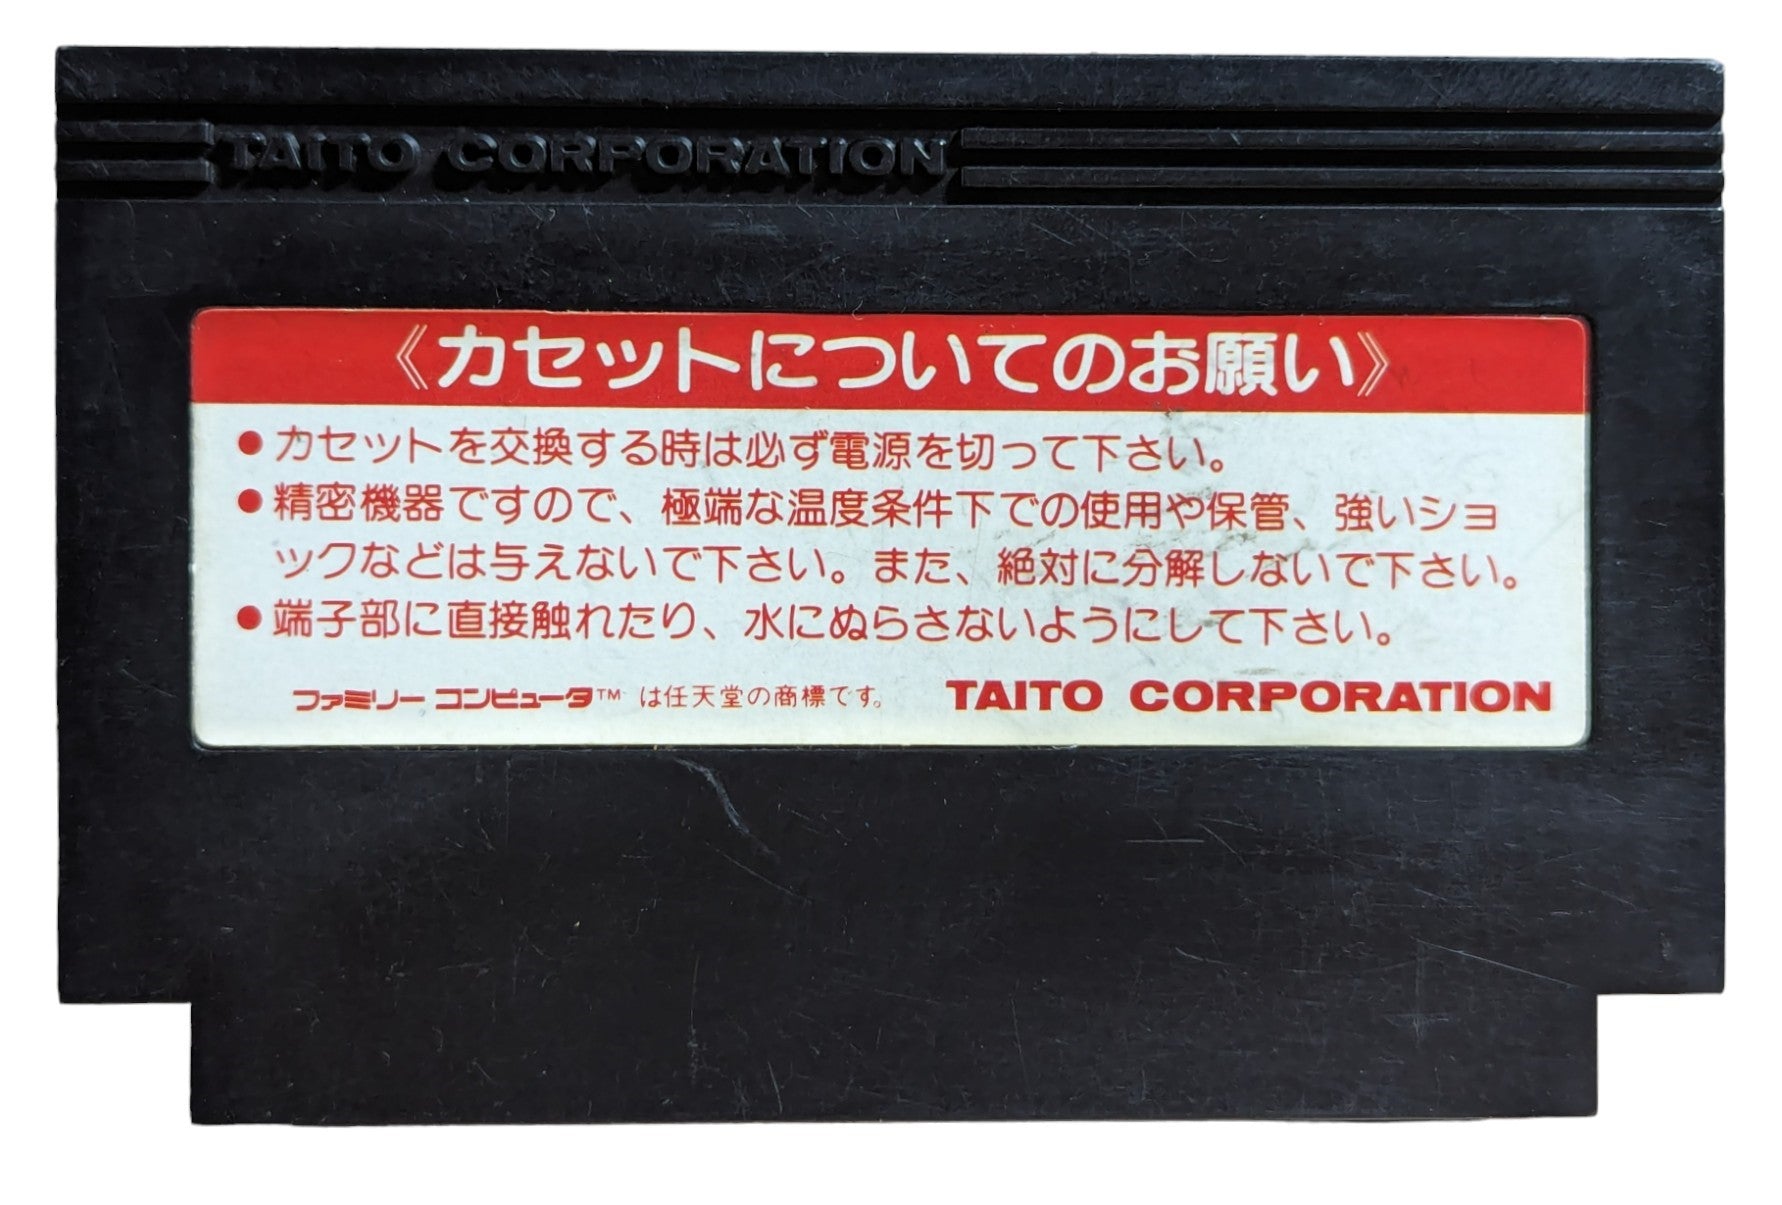 TAITO CORPORATION
《カセットについてのお願い》
●カセットを交換する時は必ず電源を切って下さい。
●精密機器ですので、極端な温度条件下での使用や保管、強いショ
ックなどは与えないで下さい。また、絶対に分解しないで下さい。
●端子部に直接触れたり、水にぬらさないようにして下さい。
ファミリー コンピュータ™ は任天堂の商標です。 TAITO CORPORATION